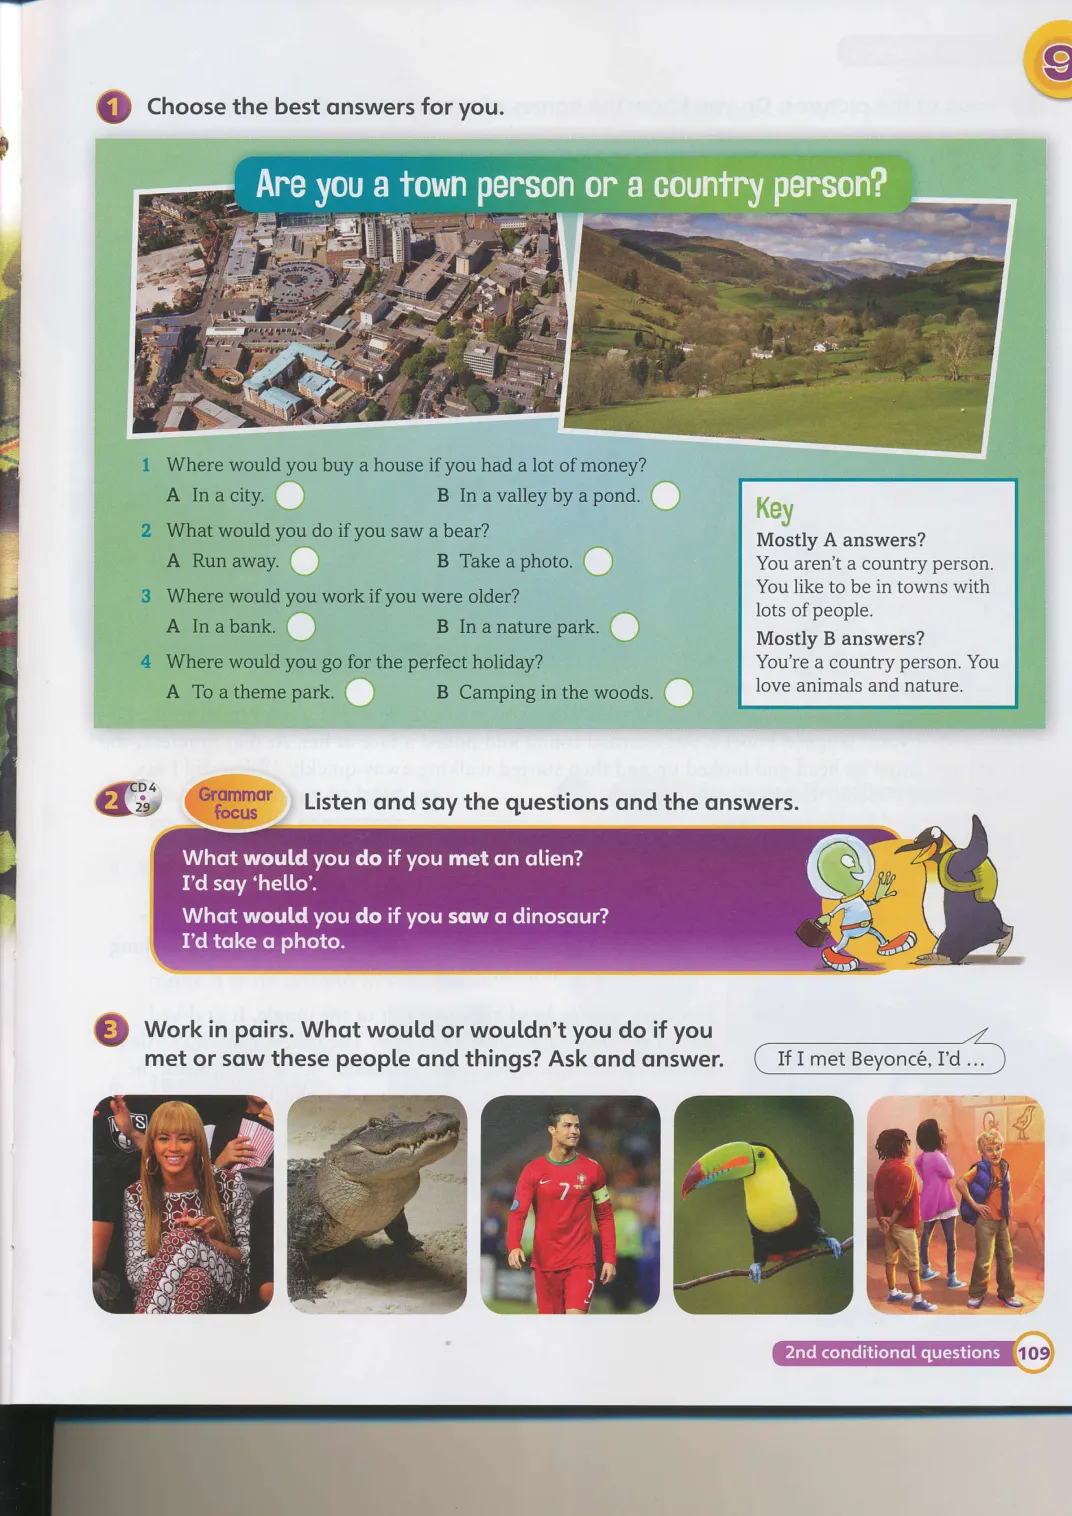 9
1 Choose the best answers for you.
Are you a town person or a country person?
1 Where would you buy a house if you had a lot of money?
A In a city. B In a valley by a pond.
2 What would you do if you saw a bear?
A Run away. B Take a photo.
3 Where would you work if you were older?
A In a bank. B In a nature park.
4 Where would you go for the perfect holiday?
A To a theme park. B Camping in the woods.
Key
Mostly A answers?
You aren't a country person.
You like to be in towns with
lots of people.
Mostly B answers?
You're a country person. You
love animals and nature.
2 CD4
29
Grammar
focus
Listen and say the questions and the answers.
What would you do if you met an alien?
I'd say 'hello'.
What would you do if you saw a dinosaur?
I'd take a photo.
3 Work in pairs. What would or wouldn't you do if you
met or saw these people and things? Ask and answer.
If I met Beyoncé, I'd ...
7
7
2nd conditional questions 109